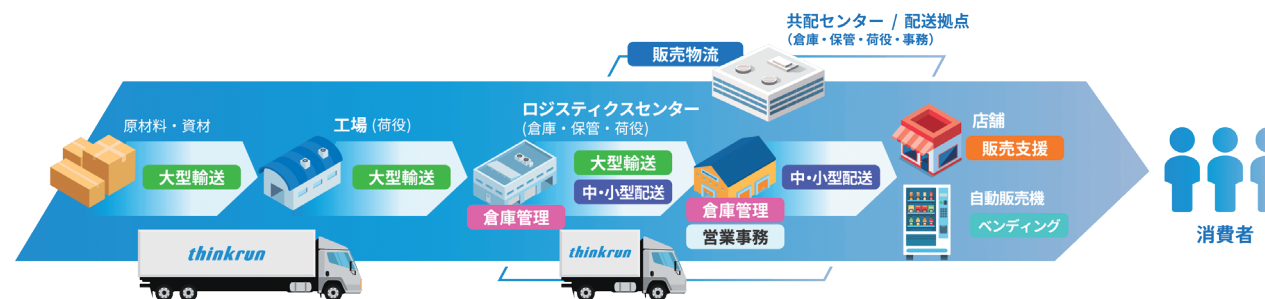 共配センター / 配送拠点
(倉庫・保管・荷役・事務)
販売物流
原材料・資材
大型輸送
工場 (荷役)
大型輸送
ロジスティクスセンター
(倉庫・保管・荷役)
大型輸送
中・小型配送
倉庫管理
倉庫管理
営業事務
中・小型配送
店舗
販売支援
自動販売機
ベンディング
消費者
thinkrun
thinkrun